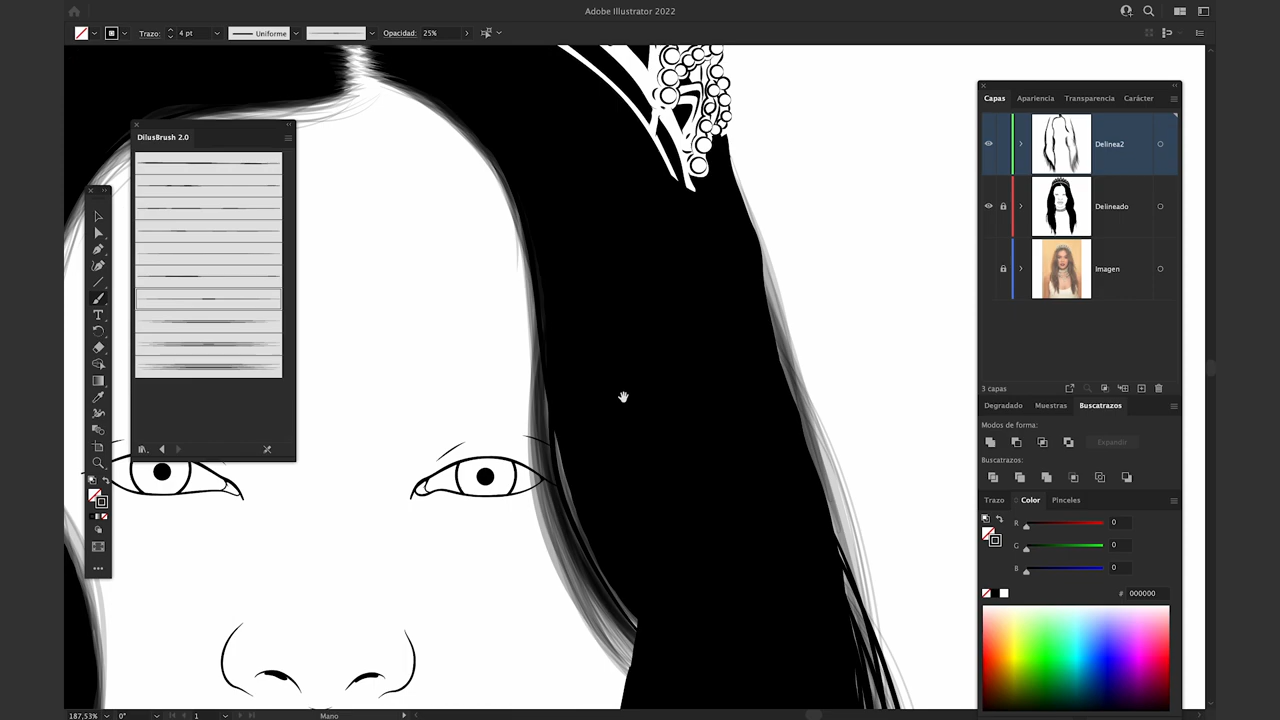 Adobe Illustrator 2022
Trazo: 4 pt Uniforme Opacidad: 25%
DilusBrush 2.0
Capas Apariencia Transparencia Carácter
Delinea2
Delineado
Imagen
3 capas
Degradado Muestras Buscatrazos
Modos de forma:
Expandir
Buscatrazos:
Trazo Color Pinceles
R 0
G 0
B 0
# 000000
187,53% 0° 1 Mano